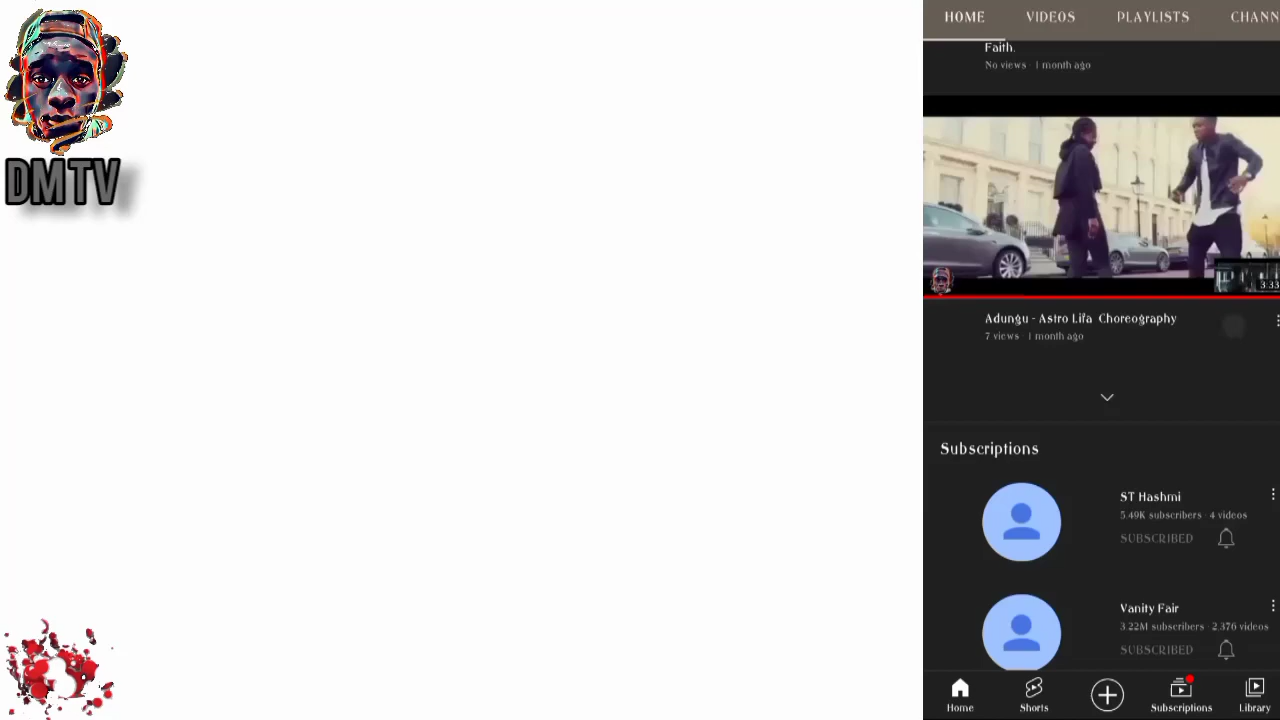 DMTV
HOME VIDEOS PLAYLISTS CHANN
Faith.
No views · 1 month ago
3:33
Adungu - Astro Lifa Choreography
7 views · 1 month ago
Subscriptions
ST Hashmi
5.49K subscribers · 4 videos
SUBSCRIBED
Vanity Fair
3.22M subscribers · 2,376 videos
SUBSCRIBED
Home Shorts Subscriptions Library